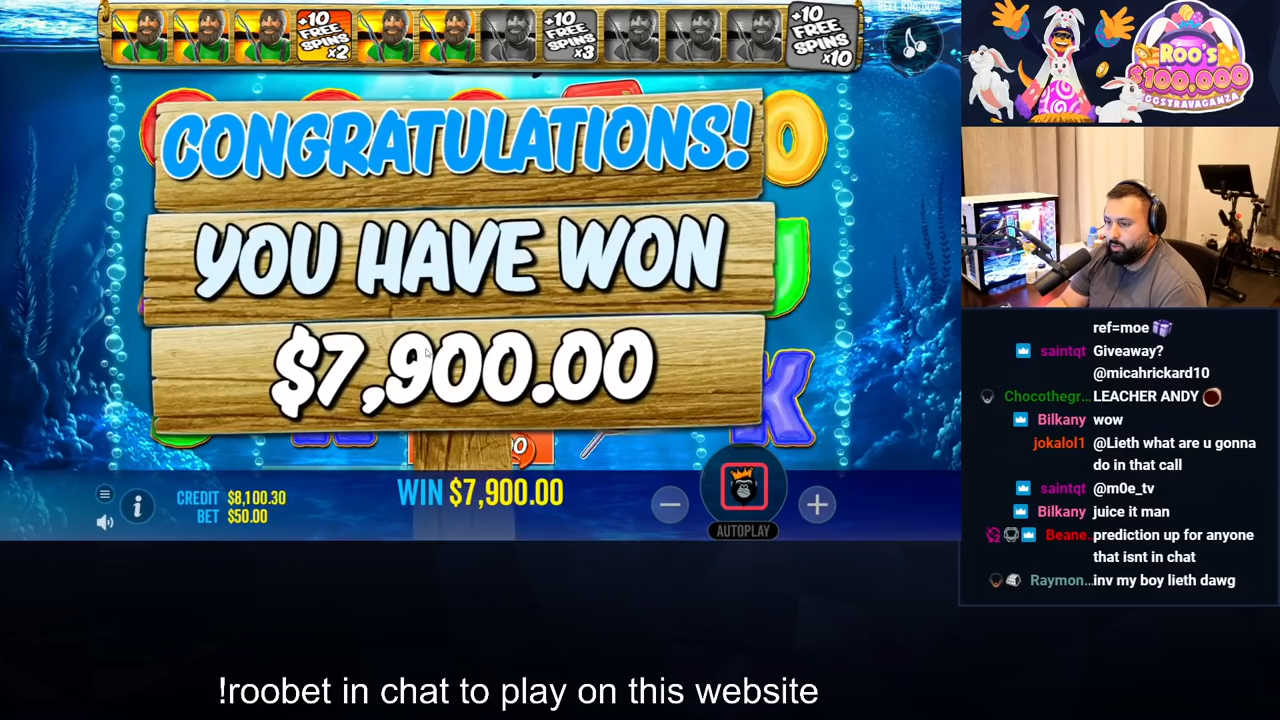 +10
FREE
SPINS
x2
+10
FREE
SPINS
x3
+10
FREE
SPINS
x10
REEL KINGDOM
ROO'S
$100,000
EGGSTRAVAGANZA
CONGRATULATIONS!
YOU HAVE WON
$7,900.00
CREDIT $8,100.30
BET $50.00
WIN $7,900.00
AUTOPLAY
ref=moe
saintqt Giveaway?
@micahrickard10
Chocothegr... LEACHER ANDY
Bilkany wow
jokalol1 @Lieth what are u gonna
do in that call
saintqt @m0e_tv
Bilkany juice it man
Beane.. prediction up for anyone
that isnt in chat
Raymon... inv my boy lieth dawg
!roobet in chat to play on this website